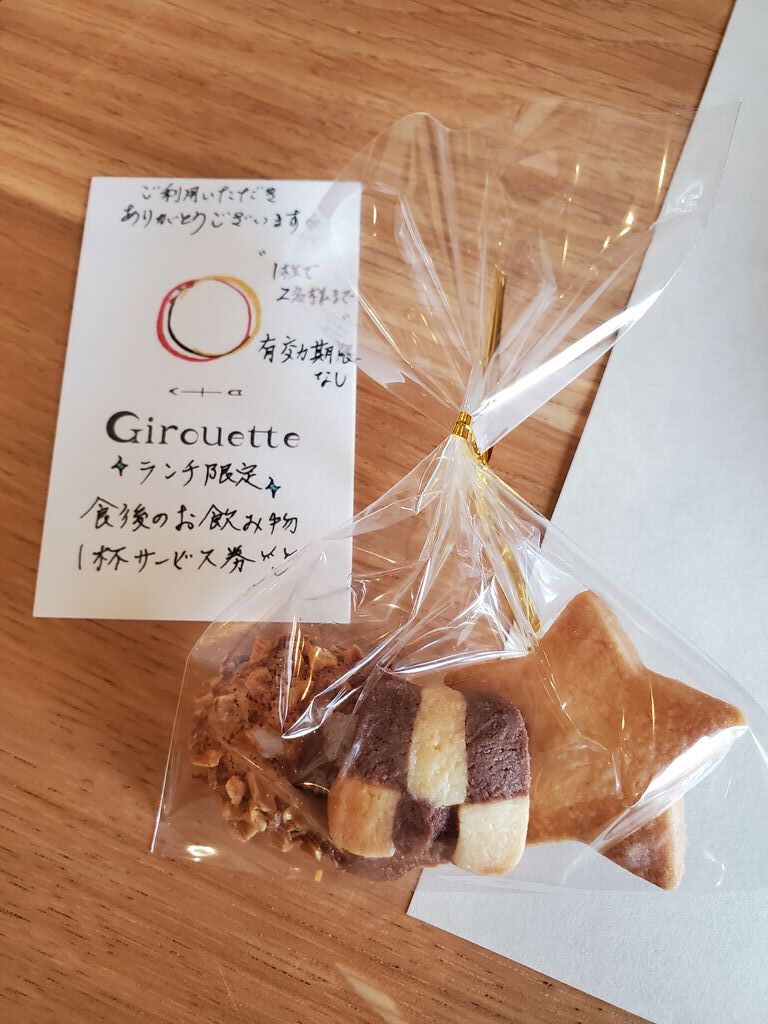 ご利用いただき
ありがとうございます
"1枚で
2名様まで"
有効期限
なし
Girouette
ランチ限定
食後のお飲み物
1杯サービス券